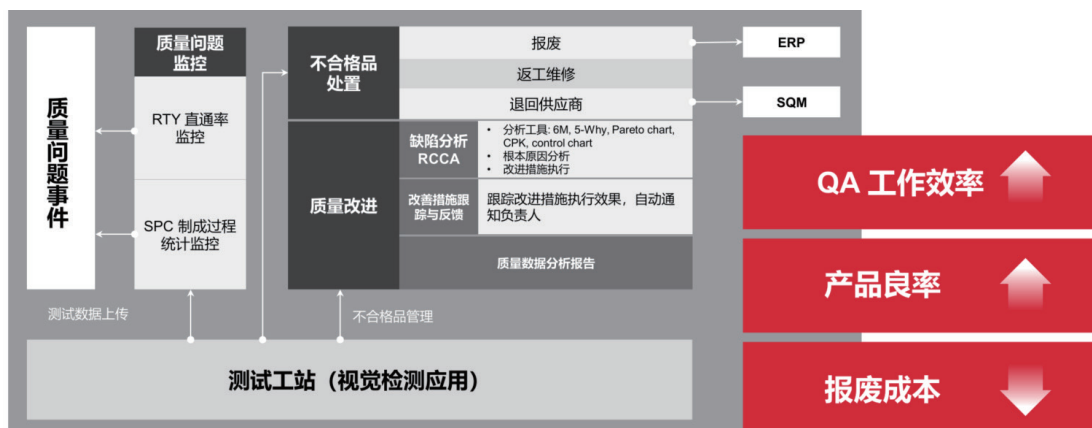 质量问题事件
质量问题
监控
RTY 直通率
监控
SPC 制成过程
统计监控
不合格品
处置
报废
返工维修
退回供应商
ERP
SQM
质量改进
缺陷分析
RCCA
• 分析工具: 6M, 5-Why, Pareto chart,
CPK, control chart
• 根本原因分析
• 改进措施执行
改善措施跟
踪与反馈
跟踪改进措施执行效果，自动通
知负责人
质量数据分析报告
测试数据上传
不合格品管理
测试工站（视觉检测应用）
QA 工作效率
产品良率
报废成本